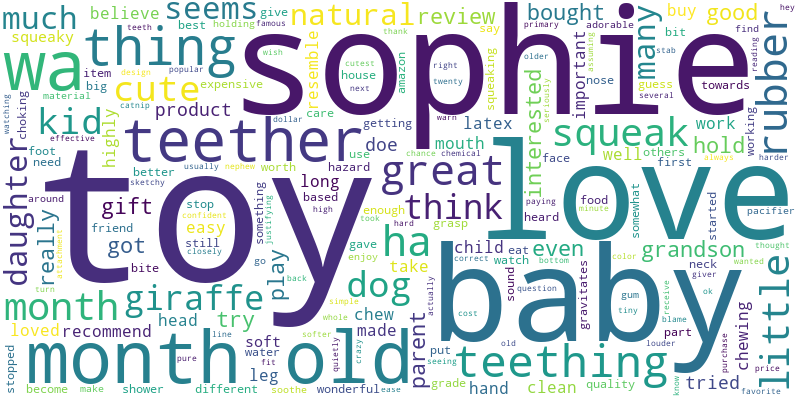 much
believe
seems
natural
review
bought
buy
good
hey
squeaky
best
holding
famous
give
adorable
primary
older
assuming
find
wa
things
sophie
many
rubber
teeth
thank
say
wish
bit
reading
item
cutest
resemble
squeaking
stab
nose
important
big
design
cute
expensive
house
amazon
right
twenty
guess
towards
watching
choking
material
catnip
popular
next
several
kid
highly
product
dollar
care
warn
interested
seriously
squeak
work
working
effective
teether
doe
getting
latex
chance
chemical
well
others
hold
always
harder
foot
need
daughter
usually
nephew
worth
use
mouth
great
face
first
pacifier
around
better
sketchy
hazard
hard
love
paying
food
minute
really
friend
gift
stop
something
justifying
long
based
high
think
enough
took
grasp
heard
somewhat
started
thought
confident
easy
still
closely
got
toy
gave
ha
child
eat
even
grandson
wanted
attachment
bite
go
play
back
enjoy
take
sound
watch
correct
bottom
gravitates
neck
giver
turn
month
giraffe
dog
actually
question
color
baby
receive
ok
loved
recommend
head
try
simple
whole
chew
made
parent
cost
gum
tiny
blame
part
chewing
little
stopped
month
old
line
soft
softer
crazy
quietly
louder
old
purchase
price
pure
water
fit
leg
put
seeing
teething
tried
know
favorite
become
make
shower
different
soothe
wonderful
ease
grade
hand
clean
quality